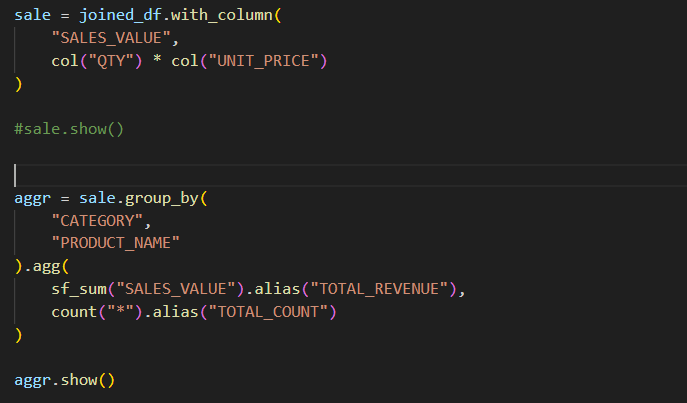 sale = joined_df.with_column(
    "SALES_VALUE",
    col("QTY") * col("UNIT_PRICE")
)
#sale.show()
aggr = sale.group_by(
    "CATEGORY",
    "PRODUCT_NAME"
).agg(
    sf_sum("SALES_VALUE").alias("TOTAL_REVENUE"),
    count("*").alias("TOTAL_COUNT")
)
aggr.show()